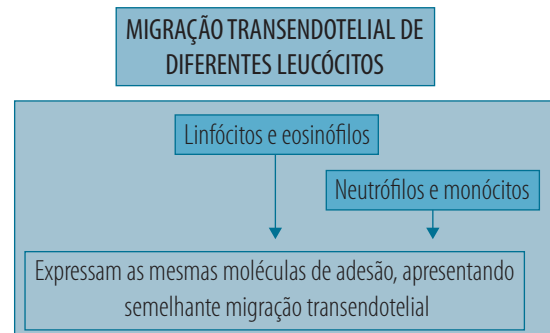 MIGRAÇÃO TRANSENDOTELIAL DE
DIFERENTES LEUCÓCITOS
Linfócitos e eosinófilos
Neutrófilos e monócitos
Expressam as mesmas moléculas de adesão, apresentando
semelhante migração transendotelial